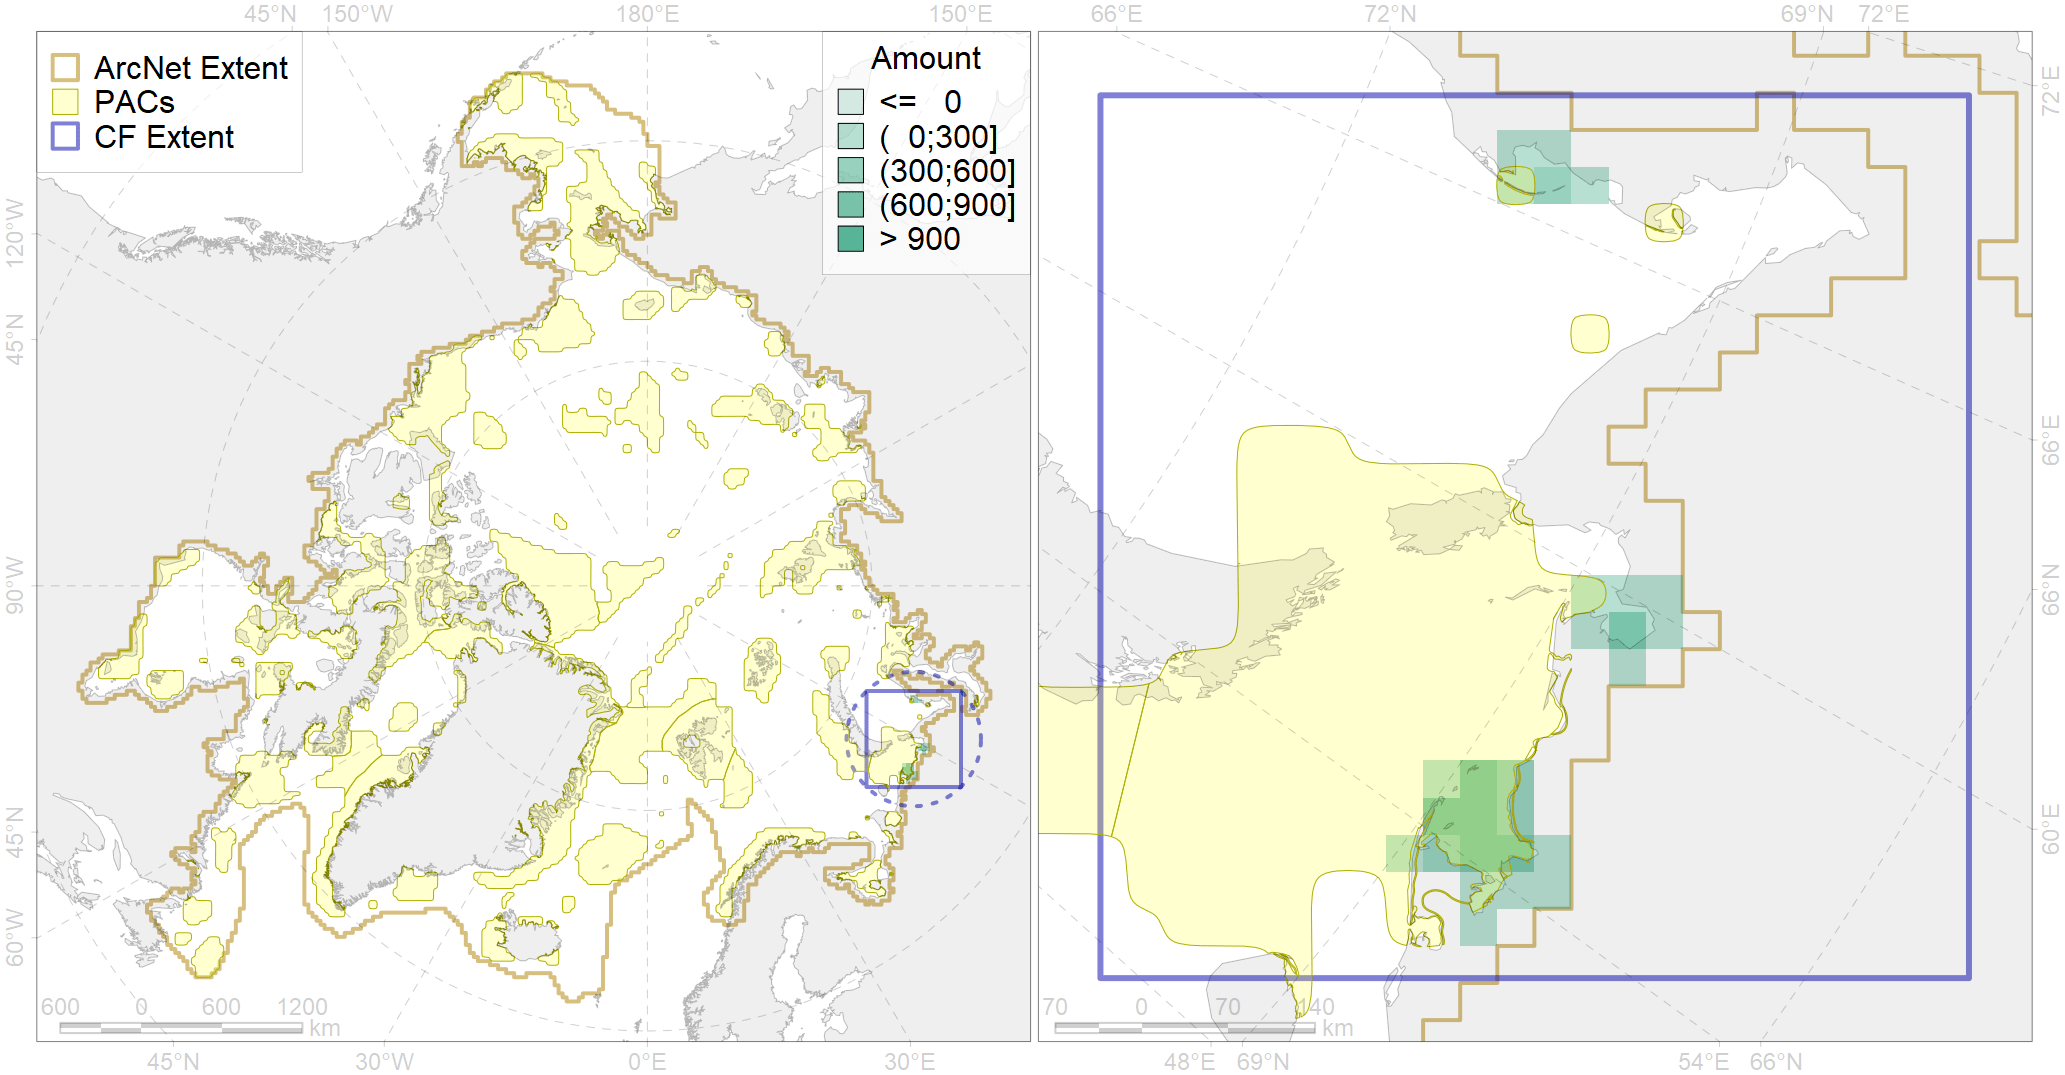 45°N 150°W 180°E 150°E 66°E 72°N 69°N 72°E
ArcNet Extent
PACs
CF Extent
Amount
<= 0
( 0;300]
(300;600]
(600;900]
> 900
120°W
45°N
90°W
45°N
60°W
72°E
66°E
66°N
60°E
600 0 600 1200
km
70 0 70 140
km
45°N 30°W 0°E 30°E 48°E 69°N 54°E 66°N